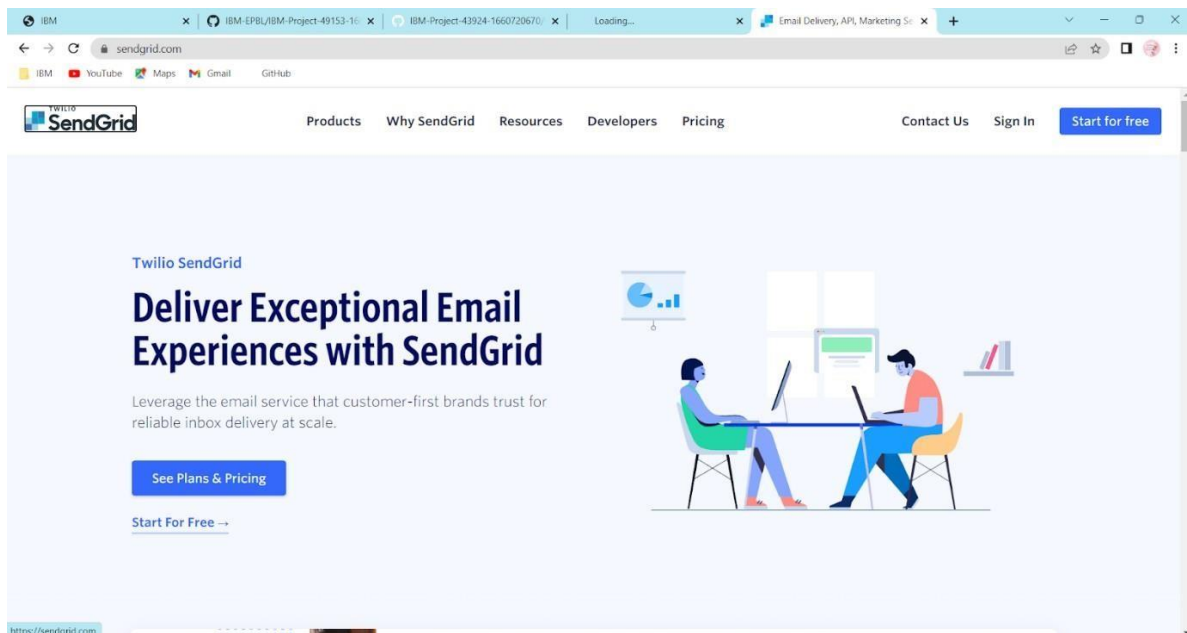 IBM
IBM-EPBL/IBM-Project-49153-16
IBM-Project-43924-1660720670
Loading...
Email Delivery, API, Marketing Se
sendgrid.com
IBM
YouTube
Maps
Gmail
GitHub
TWILIO
SendGrid
Products
Why SendGrid
Resources
Developers
Pricing
Contact Us
Sign In
Start for free
Twilio SendGrid
Deliver Exceptional Email
Experiences with SendGrid
Leverage the email service that customer-first brands trust for
reliable inbox delivery at scale.
See Plans & Pricing
Start For Free →
https://sendgrid.com